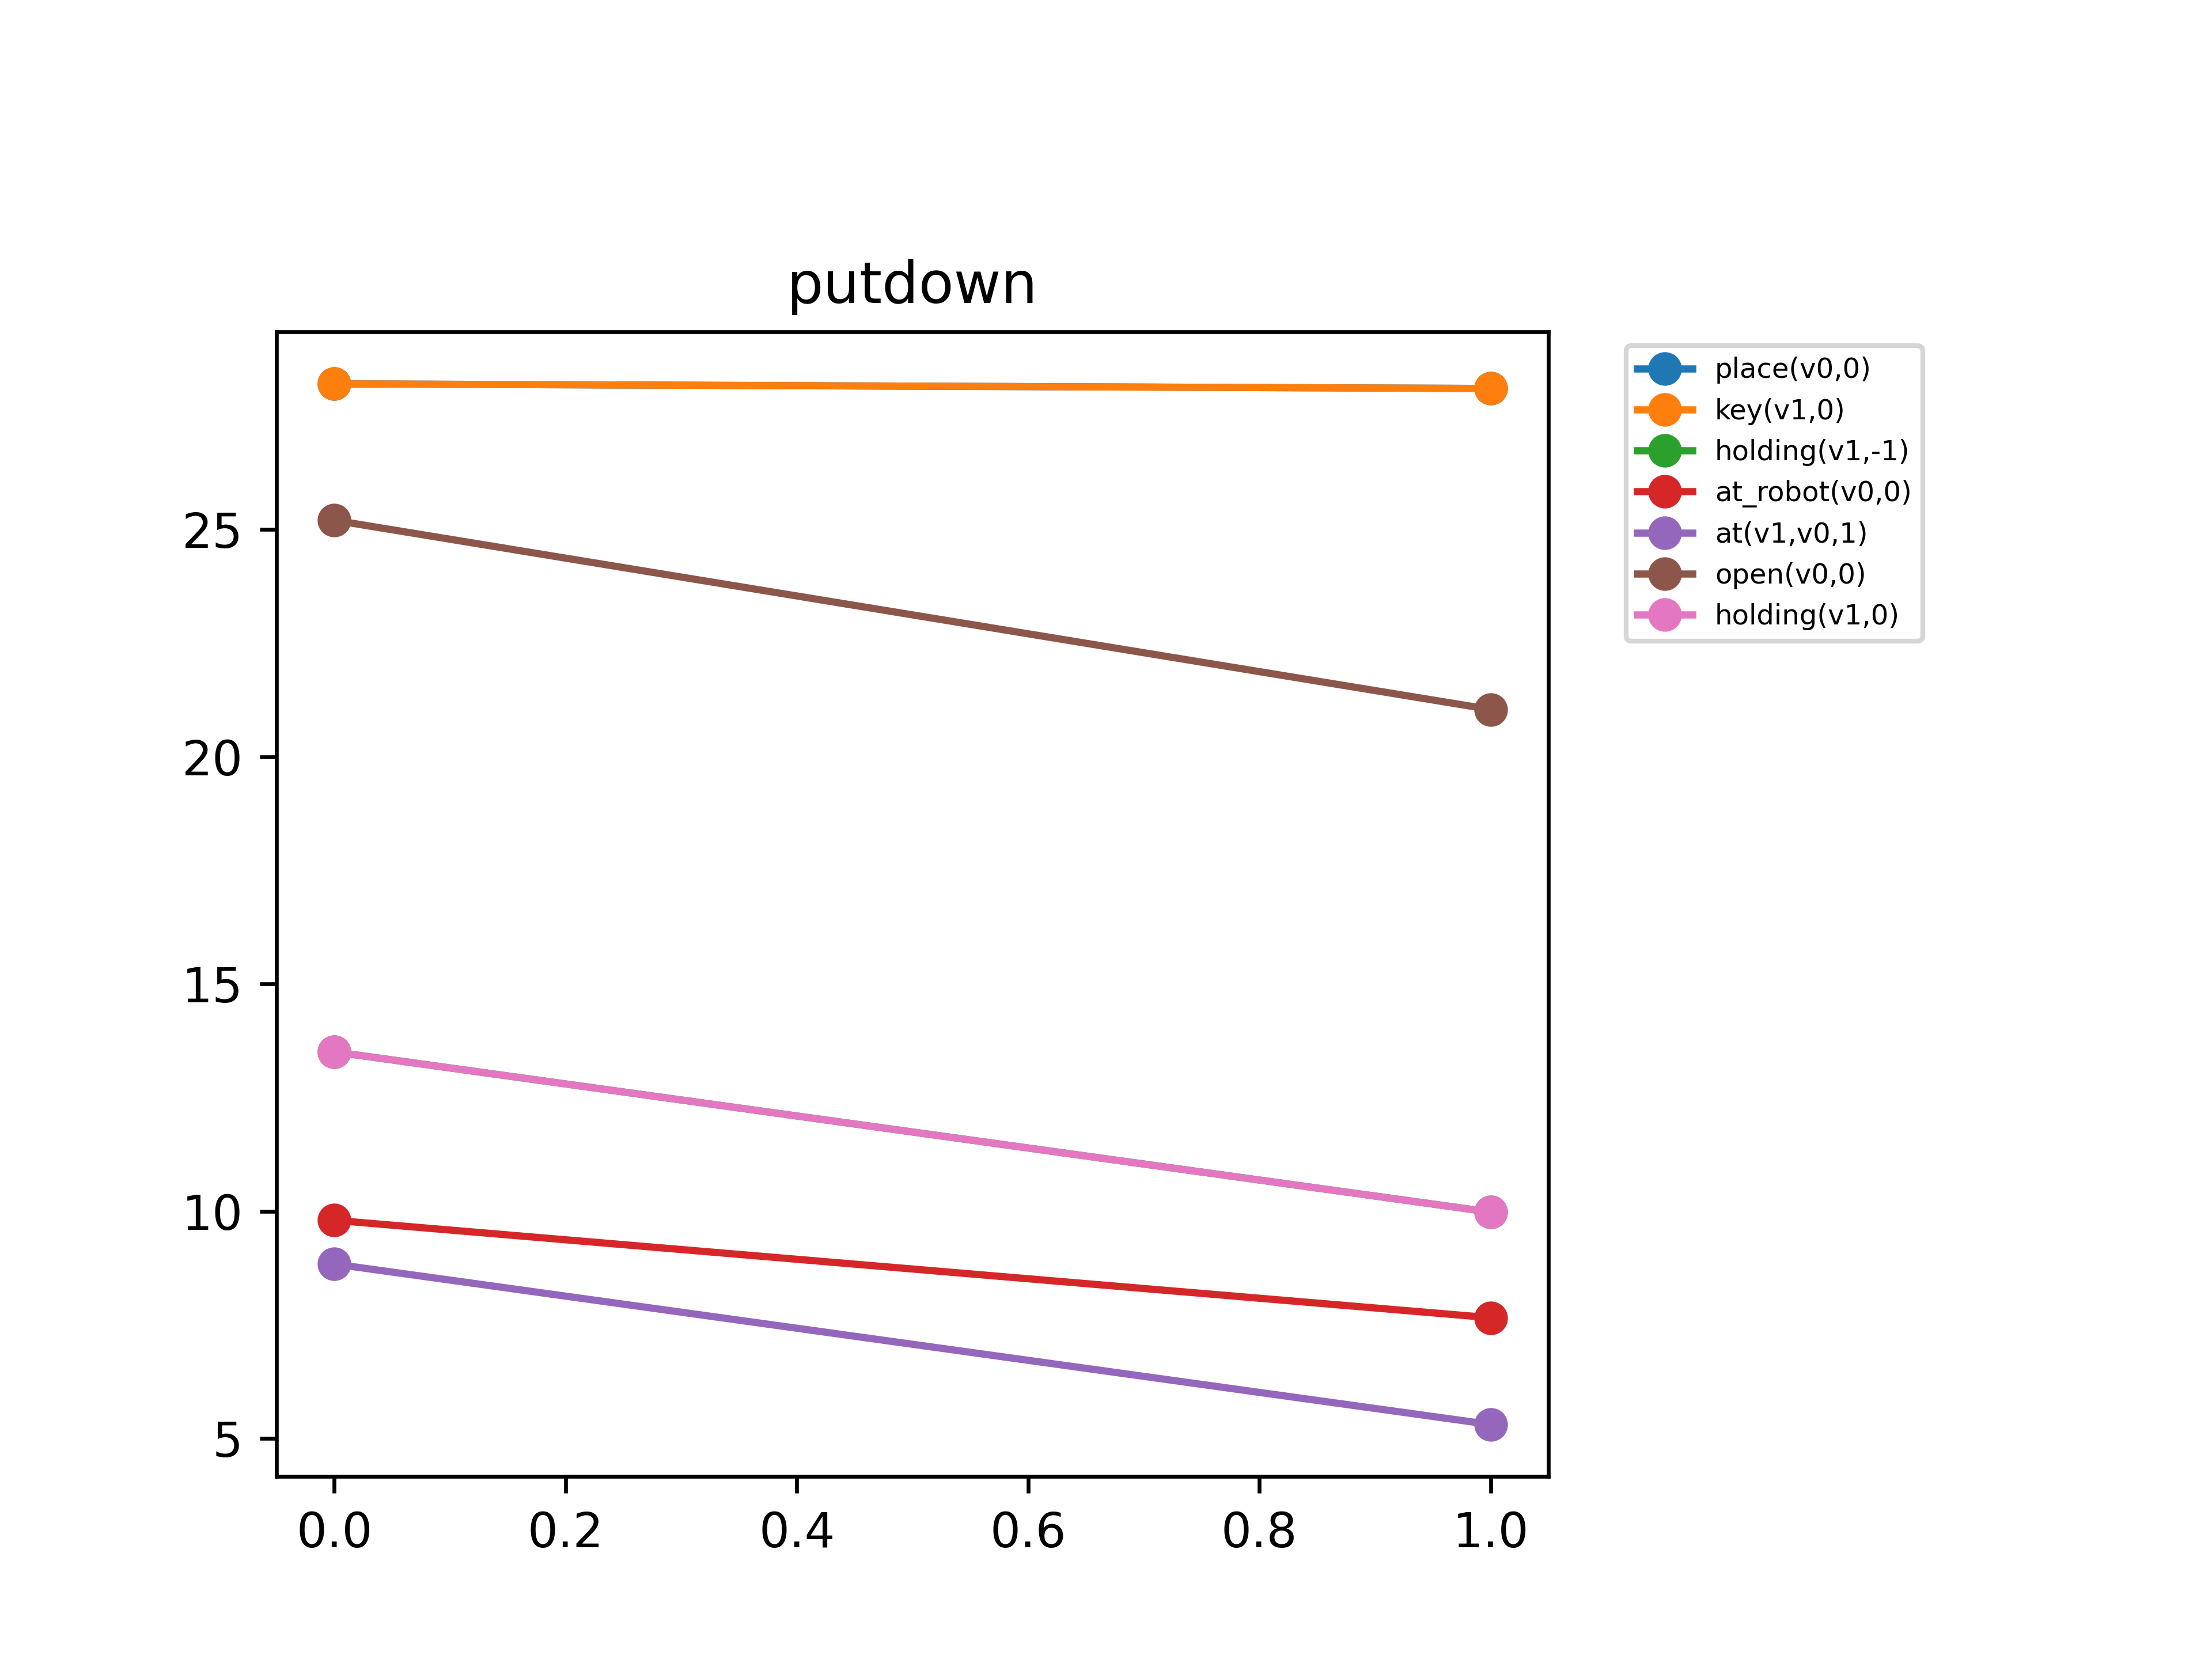 putdown
25
20
15
10
5
0.0 0.2 0.4 0.6 0.8 1.0
place(v0,0)
key(v1,0)
holding(v1,-1)
at_robot(v0,0)
at(v1,v0,1)
open(v0,0)
holding(v1,0)